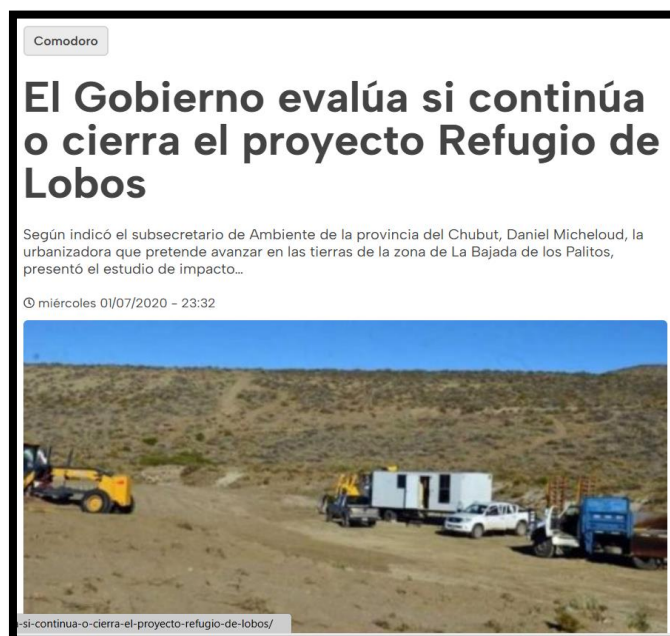 Comodoro
El Gobierno evalúa si continúa
o cierra el proyecto Refugio de
Lobos
Según indicó el subsecretario de Ambiente de la provincia del Chubut, Daniel Micheloud, la
urbanizadora que pretende avanzar en las tierras de la zona de La Bajada de los Palitos,
presentó el estudio de impacto...
miércoles 01/07/2020 - 23:32
-si-continua-o-cierra-el-proyecto-refugio-de-lobos/